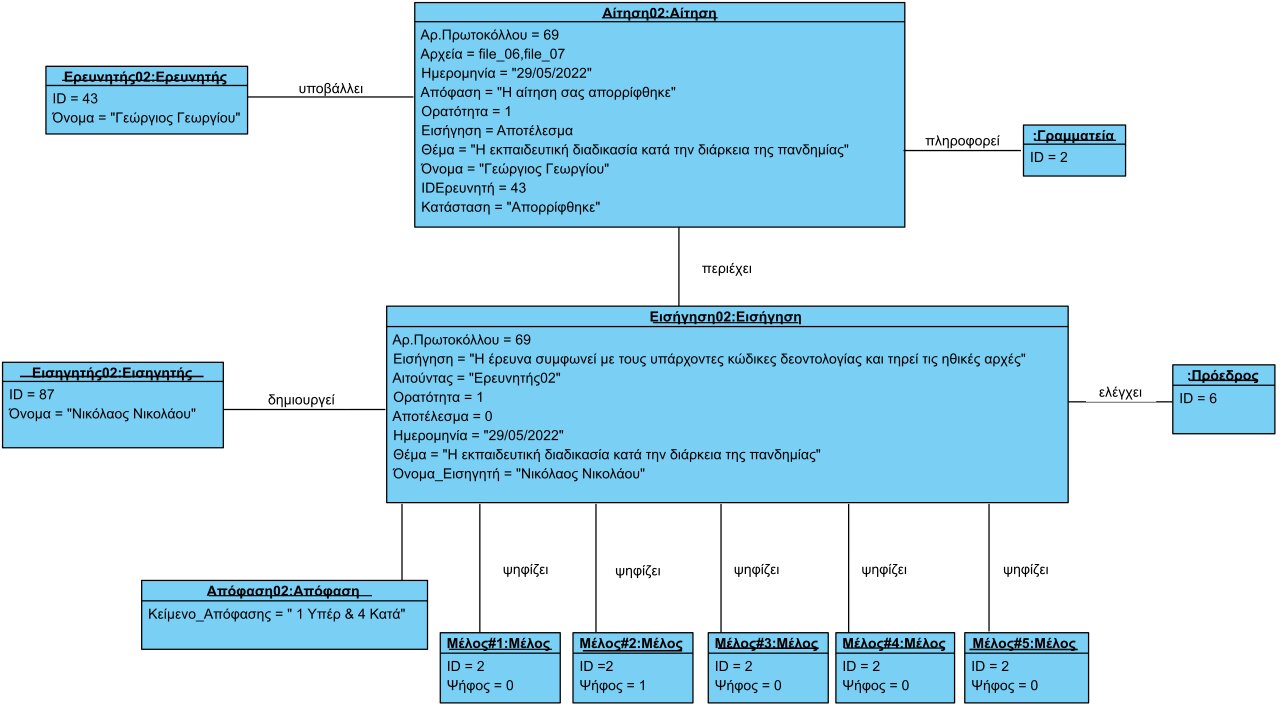 Αίτηση02:Αίτηση
Αρ.Πρωτοκόλλου = 69
Αρχεία = file_06,file_07
Ημερομηνία = "29/05/2022"
Απόφαση = "Η αίτηση σας απορρίφθηκε"
Ορατότητα = 1
Εισήγηση = Αποτέλεσμα
Θέμα = "Η εκπαιδευτική διαδικασία κατά την διάρκεια της πανδημίας"
Όνομα = "Γεώργιος Γεωργίου"
IDΕρευνητή = 43
Κατάσταση = "Απορρίφθηκε"
Ερευνητής02:Ερευνητής
ID = 43
Όνομα = "Γεώργιος Γεωργίου"
υποβάλλει
πληροφορεί
:Γραμματεία
ID = 2
περιέχει
Εισήγηση02:Εισήγηση
Αρ.Πρωτοκόλλου = 69
Εισήγηση = "Η έρευνα συμφωνεί με τους υπάρχοντες κώδικες δεοντολογίας και τηρεί τις ηθικές αρχές"
Αιτούντας = "Ερευνητής02"
Ορατότητα = 1
Αποτέλεσμα = 0
Ημερομηνία = "29/05/2022"
Θέμα = "Η εκπαιδευτική διαδικασία κατά την διάρκεια της πανδημίας"
Όνομα_Εισηγητή = "Νικόλαος Νικολάου"
Εισηγητής02:Εισηγητής
ID = 87
Όνομα = "Νικόλαος Νικολάου"
δημιουργεί
ελέγχει
:Πρόεδρος
ID = 6
ψηφίζει
ψηφίζει
ψηφίζει
ψηφίζει
ψηφίζει
Απόφαση02:Απόφαση
Κείμενο_Απόφασης = " 1 Υπέρ & 4 Κατά"
Μέλος#1:Μέλος
ID = 2
Ψήφος = 0
Μέλος#2:Μέλος
ID =2
Ψήφος = 1
Μέλος#3:Μέλος
ID = 2
Ψήφος = 0
Μέλος#4:Μέλος
ID = 2
Ψήφος = 0
Μέλος#5:Μέλος
ID = 2
Ψήφος = 0